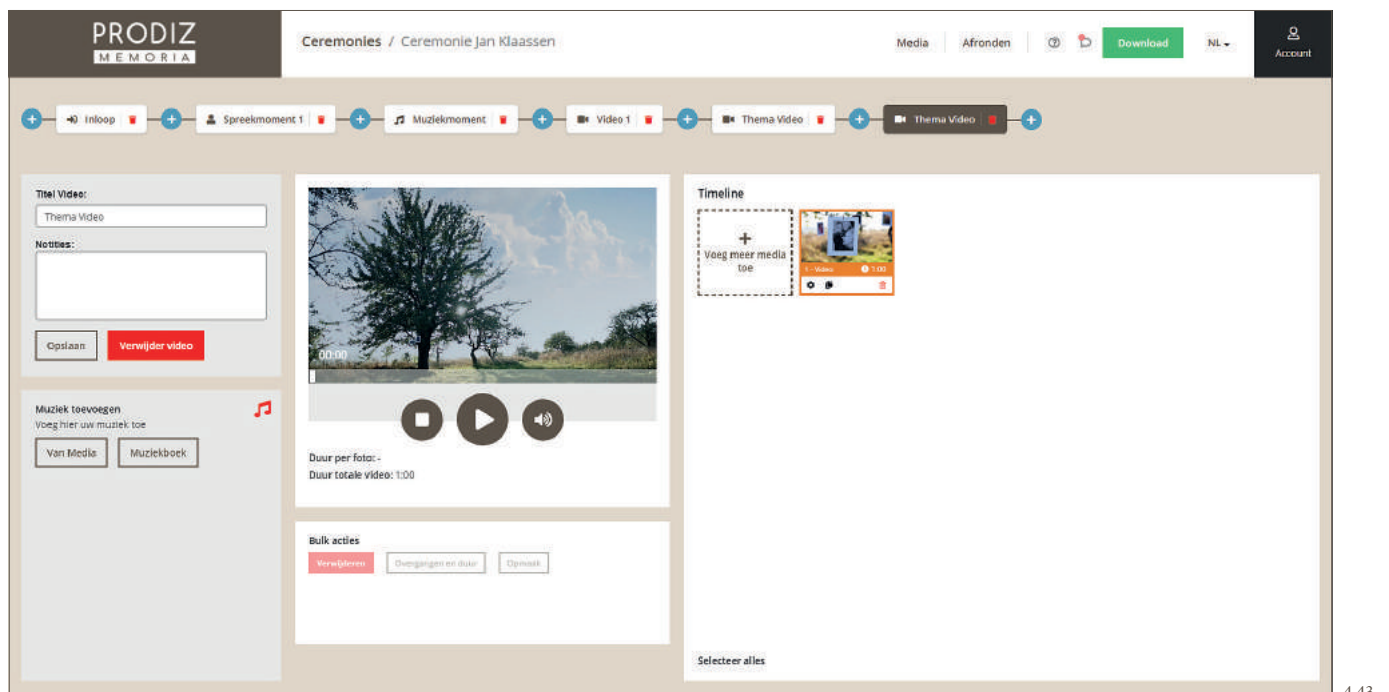 PRODIZ
MEMORIA
Ceremonies / Ceremonie Jan Klaassen
Media
Afronden
Download
NL
Account
Inloop
Spreekmoment 1
Muziekmoment
Video 1
Thema Video
Thema Video
Titel Video:
Thema Video
Notities:
Opslaan
Verwijder video
Muziek toevoegen
Voeg hier uw muziek toe
Van Media
Muziekboek
00:00
Duur per foto: -
Duur totale video: 1:00
Bulk acties
Verwijderen
Overgangen en duur
Opmaak
Timeline
+
Voeg meer media
toe
1 - Video
1:00
Selecteer alles